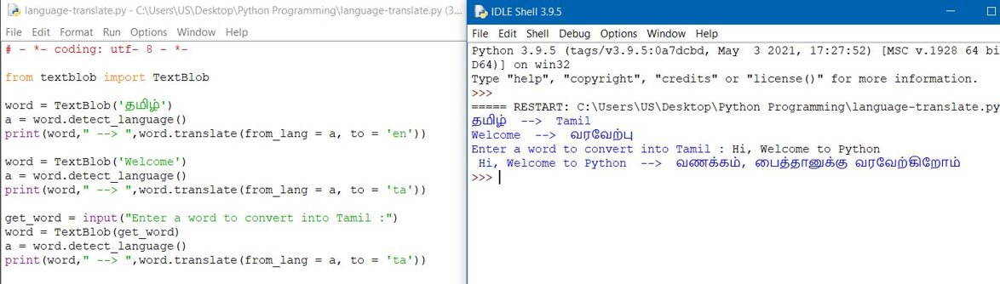 language-translate.py - C:\Users\US\Desktop\Python Programming\language-translate.py (3....
File Edit Format Run Options Window Help
# - *- coding: utf- 8 - *-
from textblob import TextBlob
word = TextBlob('தமிழ்')
a = word.detect_language()
print(word," --> ",word.translate(from_lang = a, to = 'en'))
word = TextBlob('Welcome')
a = word.detect_language()
print(word," --> ",word.translate(from_lang = a, to = 'ta'))
get_word = input("Enter a word to convert into Tamil :")
word = TextBlob(get_word)
a = word.detect_language()
print(word," --> ",word.translate(from_lang = a, to = 'ta'))
IDLE Shell 3.9.5
File Edit Shell Debug Options Window Help
Python 3.9.5 (tags/v3.9.5:0a7dcbd, May  3 2021, 17:27:52) [MSC v.1928 64 bi
D64)] on win32
Type "help", "copyright", "credits" or "license()" for more information.
>>>
===== RESTART: C:\Users\US\Desktop\Python Programming\language-translate.py
தமிழ்  -->  Tamil
Welcome  -->  வரவேற்பு
Enter a word to convert into Tamil : Hi, Welcome to Python
Hi, Welcome to Python  -->  வணக்கம், பைத்தானுக்கு வரவேற்கிறோம்
>>>